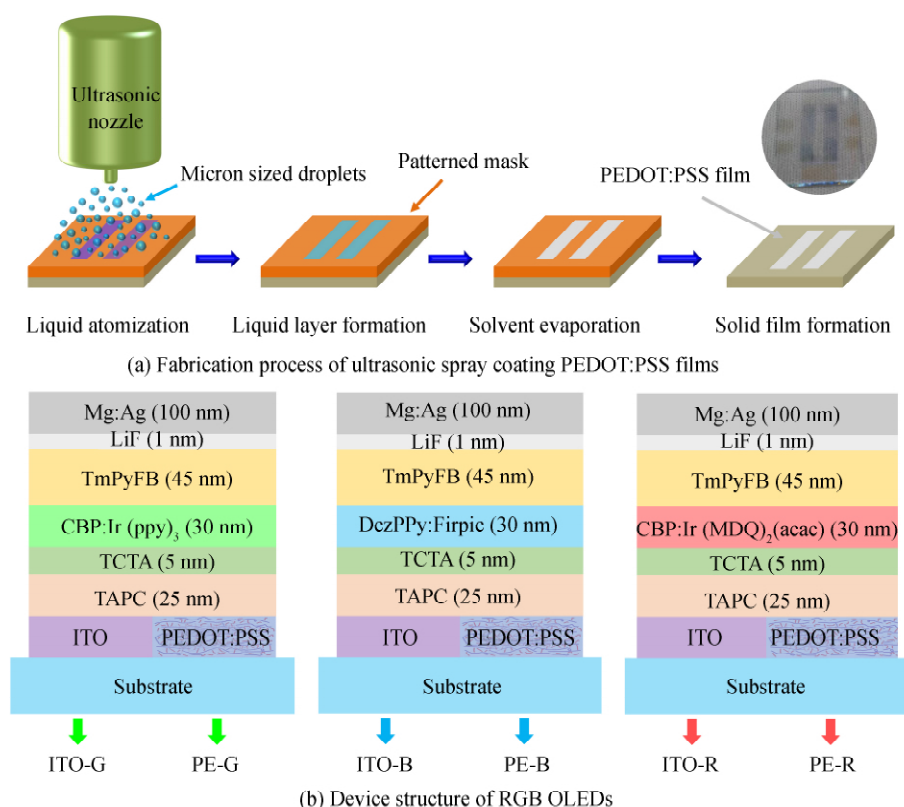 Ultrasonic
nozzle
Micron sized droplets
Patterned mask
PEDOT:PSS film
Liquid atomization
Liquid layer formation
Solvent evaporation
Solid film formation
(a) Fabrication process of ultrasonic spray coating PEDOT:PSS films
Mg:Ag (100 nm)
LiF (1 nm)
TmPyFB (45 nm)
CBP:Ir (ppy)₃ (30 nm)
TCTA (5 nm)
TAPC (25 nm)
ITO PEDOT:PSS
Substrate
ITO-G PE-G
Mg:Ag (100 nm)
LiF (1 nm)
TmPyFB (45 nm)
DczPPy:Firpic (30 nm)
TCTA (5 nm)
TAPC (25 nm)
ITO PEDOT:PSS
Substrate
ITO-B PE-B
Mg:Ag (100 nm)
LiF (1 nm)
TmPyFB (45 nm)
CBP:Ir (MDQ)₂(acac) (30 nm)
TCTA (5 nm)
TAPC (25 nm)
ITO PEDOT:PSS
Substrate
ITO-R PE-R
(b) Device structure of RGB OLEDs